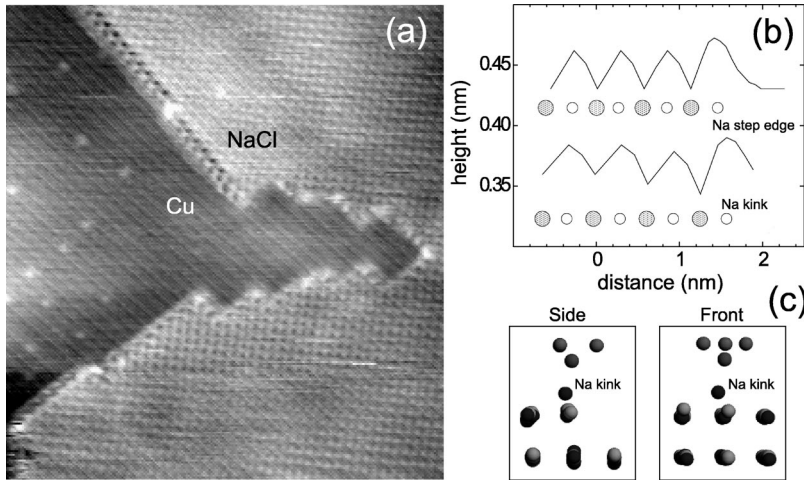 (a)
NaCl
Cu
(b)
height (nm)
0.45
0.40
0.35
Na step edge
Na kink
0
1
2
distance (nm)
(c)
Side
Front
Na kink
Na kink